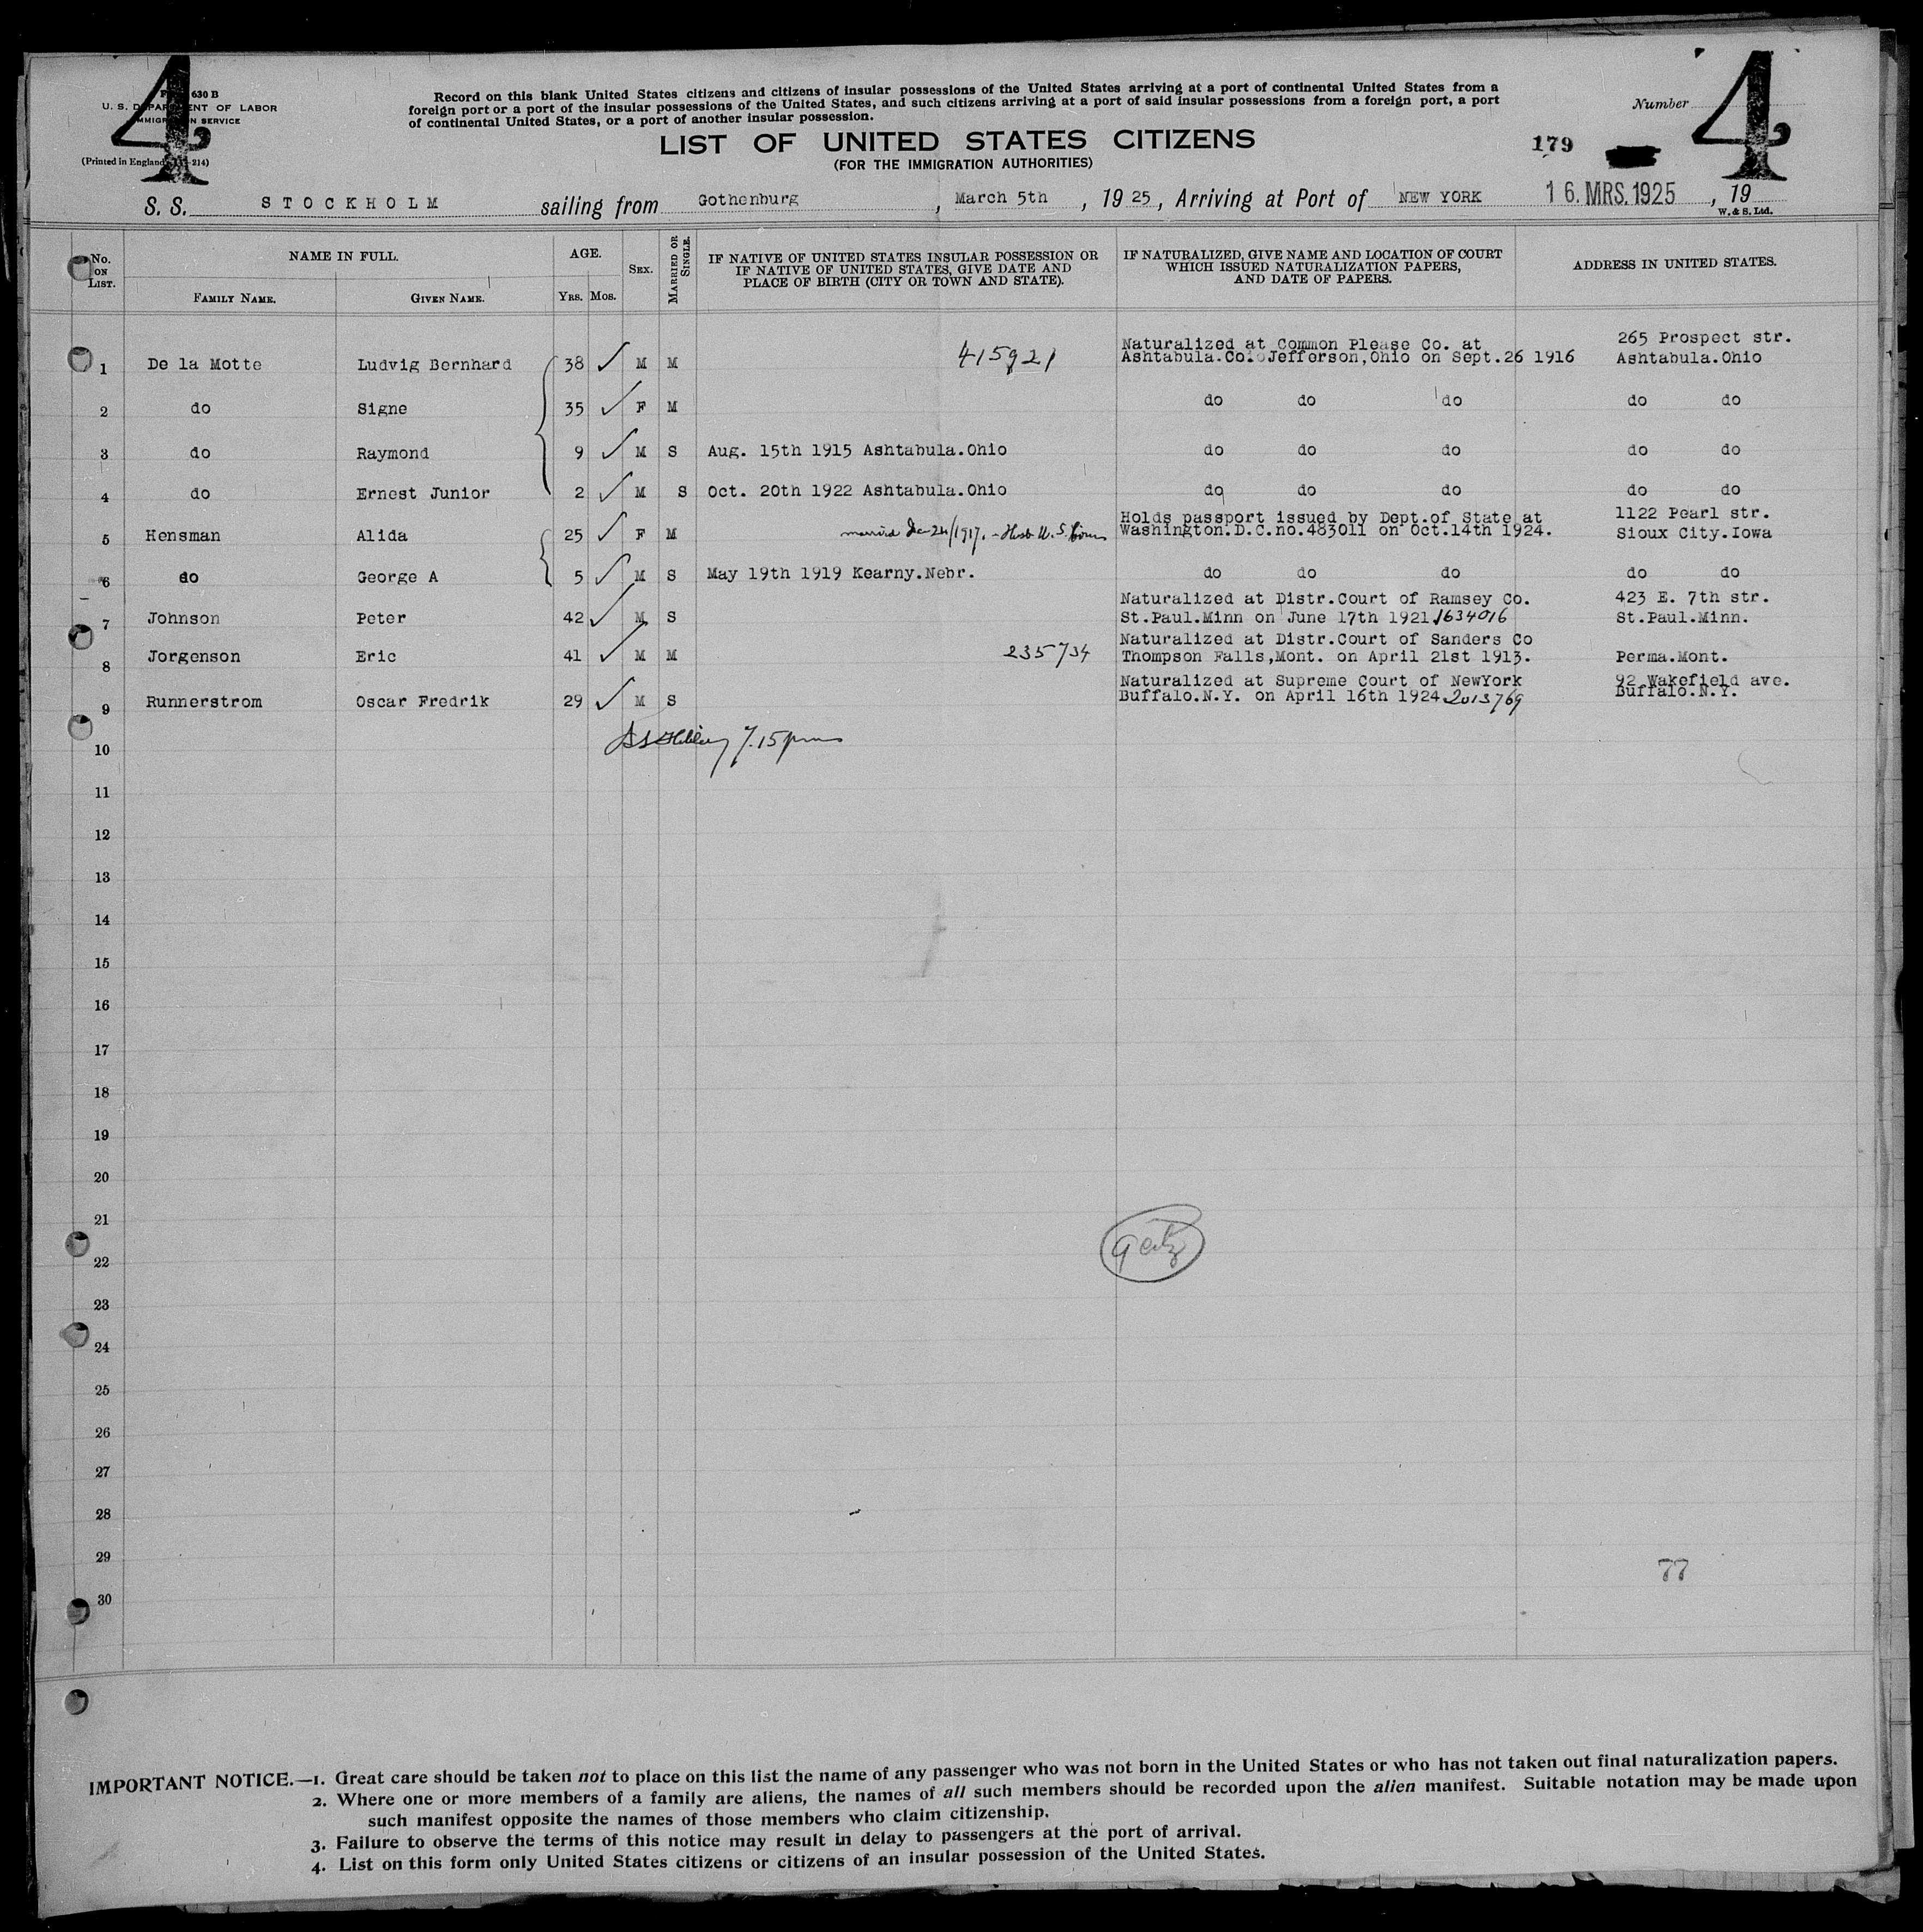 4
630 B
U. S. DEPARTMENT OF LABOR
IMMIGRATION SERVICE
(Printed in England
Record on this blank United States citizens and citizens of insular possessions of the United States arriving at a port of continental United States from a
foreign port or a port of the insular possessions of the United States, and such citizens arriving at a port of said insular possessions from a foreign port, a port
of continental United States, or a port of another insular possession.
Number 4
LIST OF UNITED STATES CITIZENS
(FOR THE IMMIGRATION AUTHORITIES)
179
S. S. STOCKHOLM sailing from Gothenburg, March 5th, 1925, Arriving at Port of NEW YORK 16. MRS. 1925, 19
W. & S. Ltd.
No. ON LIST. NAME IN FULL. AGE. SEX. MARRIED OR SINGLE. IF NATIVE OF UNITED STATES INSULAR POSSESSION OR IF NATIVE OF UNITED STATES, GIVE DATE AND PLACE OF BIRTH (CITY OR TOWN AND STATE). IF NATURALIZED, GIVE NAME AND LOCATION OF COURT WHICH ISSUED NATURALIZATION PAPERS, AND DATE OF PAPERS. ADDRESS IN UNITED STATES.
FAMILY NAME. GIVEN NAME. YRS. MOS.
1 De la Motte Ludvig Bernhard 38 M M 415921 Naturalized at Common Please Co. at Ashtabula.Co. Jefferson,Ohio on Sept.26 1916 265 Prospect str. Ashtabula.Ohio
2 do Signe 35 F M do do do do do
3 do Raymond 9 M S Aug. 15th 1915 Ashtabula.Ohio do do do do do
4 do Ernest Junior 2 M S Oct. 20th 1922 Ashtabula.Ohio do do do do do
5 Hensman Alida 25 F M married Dec 24/1917. - Husb. U.S. born Holds passport issued by Dept.of State at Washington.D.C.no.483011 on Oct.14th 1924. 1122 Pearl str. Sioux City.Iowa
6 do George A 5 M S May 19th 1919 Kearny.Nebr. do do do do do
7 Johnson Peter 42 M S Naturalized at Distr.Court of Ramsey Co. St.Paul.Minn on June 17th 1921 1634016 423 E. 7th str. St.Paul.Minn.
8 Jorgenson Eric 41 M M 235734 Naturalized at Distr.Court of Sanders Co Thompson Falls,Mont. on April 21st 1913. Perma.Mont.
9 Runnerstrom Oscar Fredrik 29 M S Naturalized at Supreme Court of NewYork Buffalo.N.Y. on April 16th 1924 2013769 92 Wakefield ave. Buffalo.N.Y.
10 7.15 pm
11
12
13
14
15
16
17
18
19
20
21
22
23
24
25
26
27
28
29
77
30
IMPORTANT NOTICE.—1. Great care should be taken not to place on this list the name of any passenger who was not born in the United States or who has not taken out final naturalization papers.
2. Where one or more members of a family are aliens, the names of all such members should be recorded upon the alien manifest. Suitable notation may be made upon
such manifest opposite the names of those members who claim citizenship.
3. Failure to observe the terms of this notice may result in delay to passengers at the port of arrival.
4. List on this form only United States citizens or citizens of an insular possession of the United States.